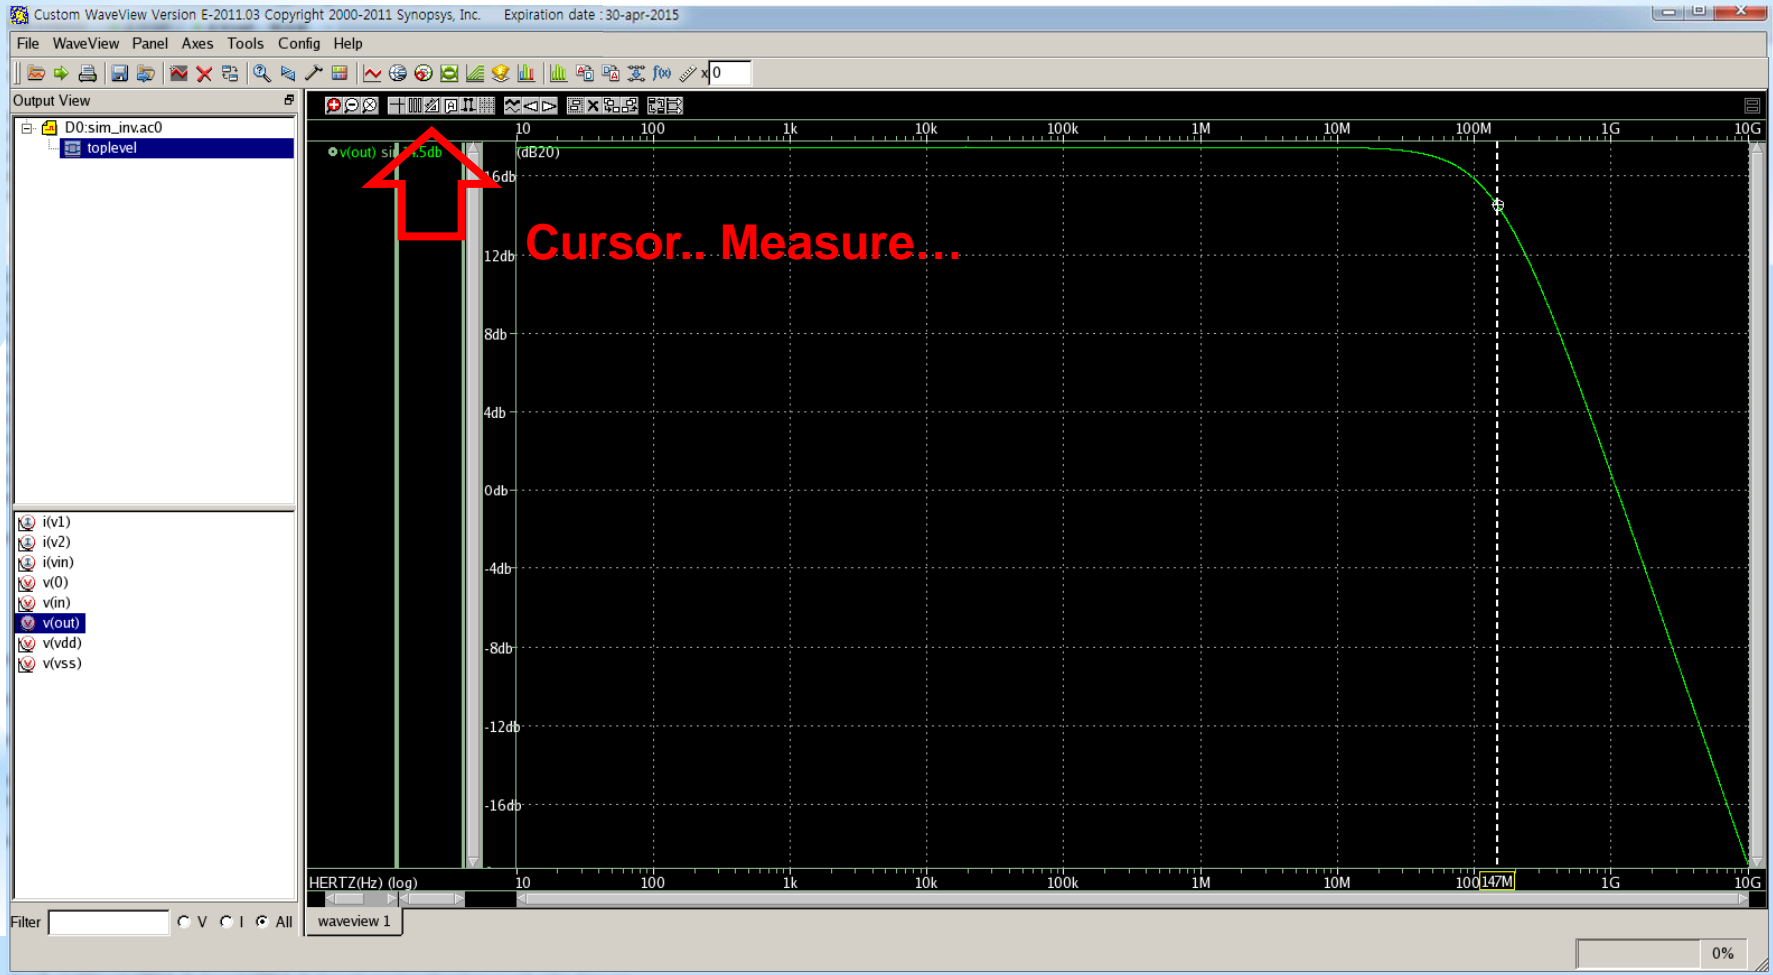 Custom WaveView Version E-2011.03 Copyright 2000-2011 Synopsys, Inc. Expiration date : 30-apr-2015
File WaveView Panel Axes Tools Config Help
f(x) x 0
Output View
D0:sim_inv.ac0
toplevel
10 100 1k 10k 100k 1M 10M 100M 1G 10G
v(out) 5db
(dB20)
16db
Cursor.. Measure...
12db
8db
4db
0db
-4db
-8db
-12db
-16db
i(v1)
i(v2)
i(vin)
v(0)
v(in)
v(out)
v(vdd)
v(vss)
HERTZ(Hz) (log) 10 100 1k 10k 100k 1M 10M 100 147M 1G 10G
Filter V I All
waveview 1
0%